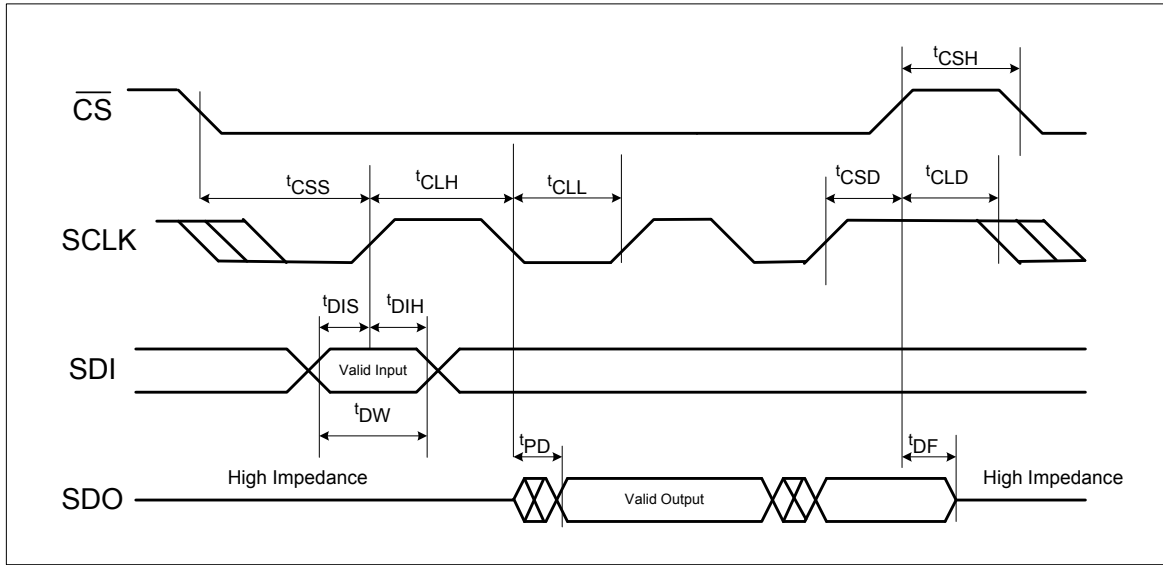 tCSH
CS
tCSS
tCLH
tCLL
tCSD
tCLD
SCLK
tDIS
tDIH
SDI
Valid Input
tDW
tPD
tDF
High Impedance
High Impedance
SDO
Valid Output